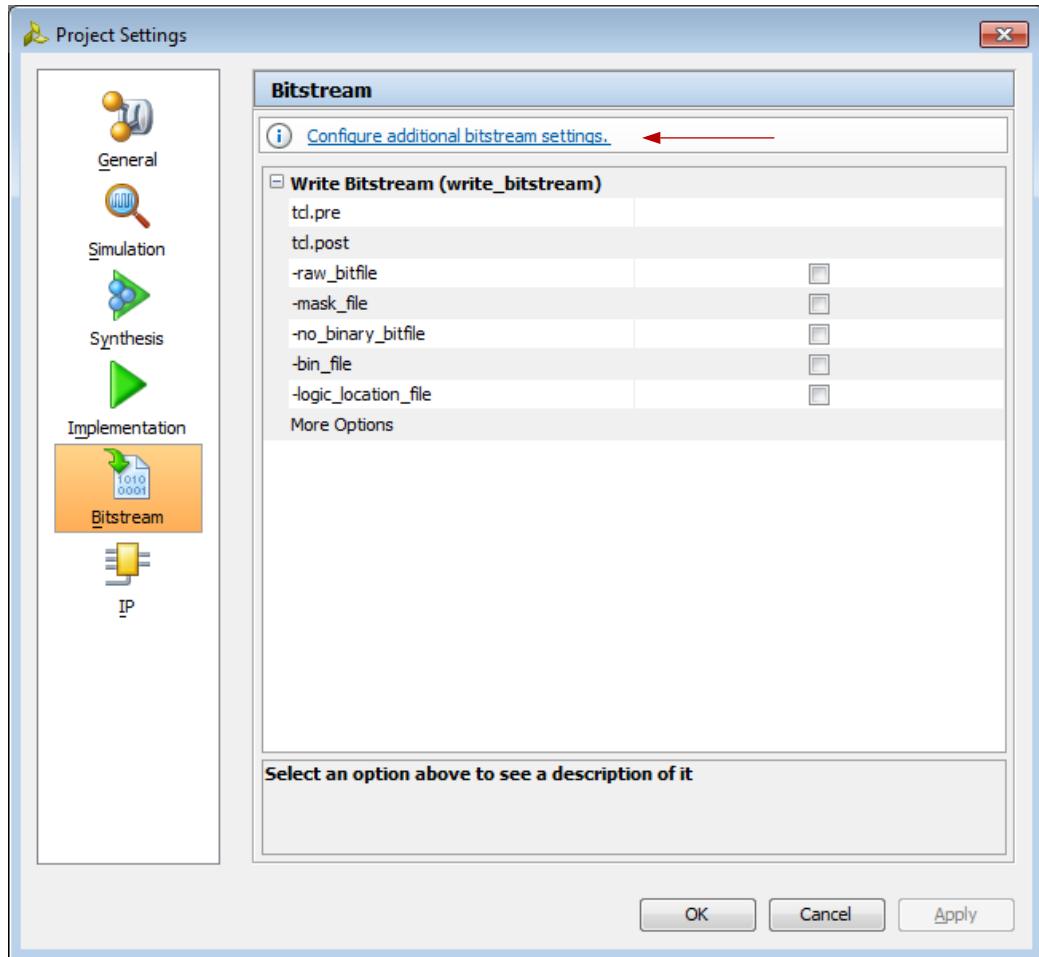 Project Settings
General
Simulation
Synthesis
Implementation
1010
0001
Bitstream
IP
Bitstream
Configure additional bitstream settings.
Write Bitstream (write_bitstream)
tcl.pre
tcl.post
-raw_bitfile
-mask_file
-no_binary_bitfile
-bin_file
-logic_location_file
More Options
Select an option above to see a description of it
OK
Cancel
Apply